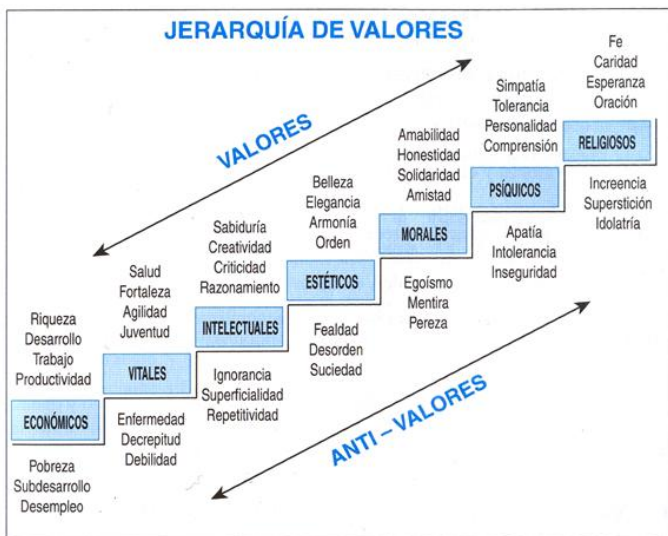 JERARQUÍA DE VALORES
VALORES
Riqueza
Desarrollo
Trabajo
Productividad
ECONÓMICOS
Pobreza
Subdesarrollo
Desempleo
Salud
Fortaleza
Agilidad
Juventud
VITALES
Enfermedad
Decrepitud
Debilidad
Sabiduría
Creatividad
Criticidad
Razonamiento
INTELECTUALES
Ignorancia
Superficialidad
Repetitividad
Belleza
Elegancia
Armonía
Orden
ESTÉTICOS
Fealdad
Desorden
Suciedad
Amabilidad
Honestidad
Solidaridad
Amistad
MORALES
Egoísmo
Mentira
Pereza
Simpatía
Tolerancia
Personalidad
Comprensión
PSÍQUICOS
Apatía
Intolerancia
Inseguridad
Fe
Caridad
Esperanza
Oración
RELIGIOSOS
Increencia
Superstición
Idolatría
ANTI – VALORES